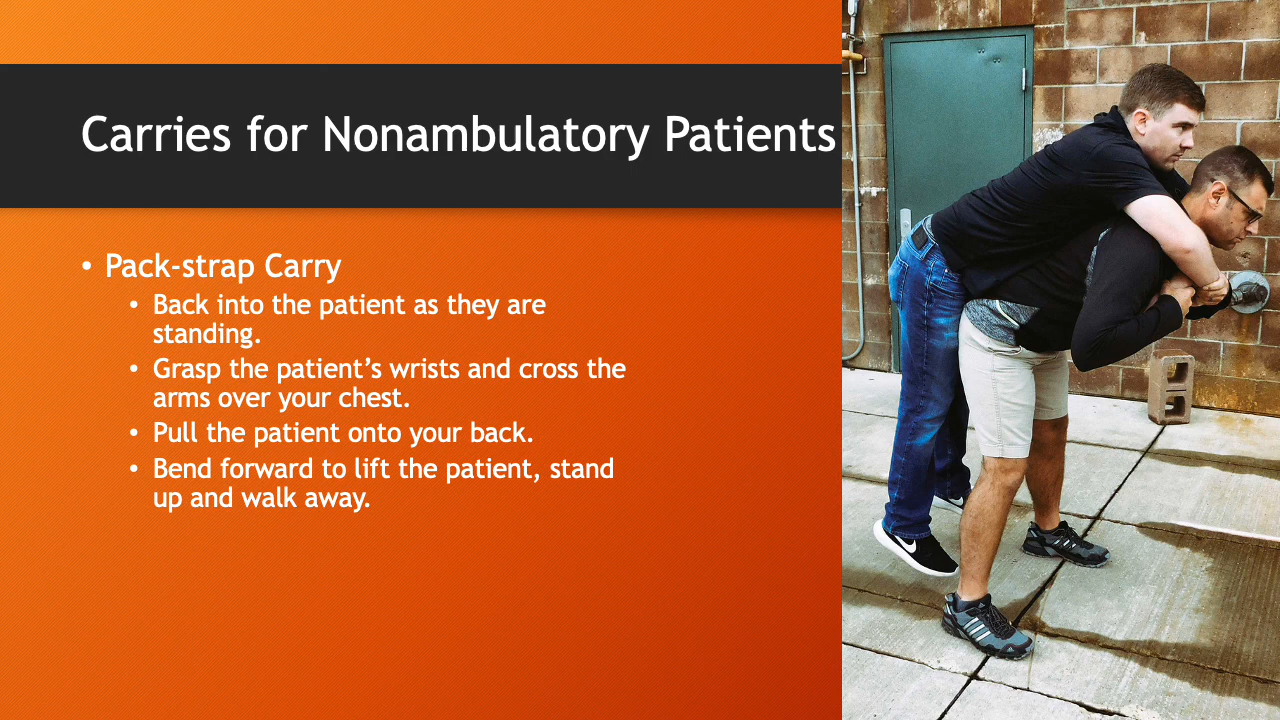 Carries for Nonambulatory Patients
• Pack-strap Carry
• Back into the patient as they are
standing.
• Grasp the patient’s wrists and cross the
arms over your chest.
• Pull the patient onto your back.
• Bend forward to lift the patient, stand
up and walk away.